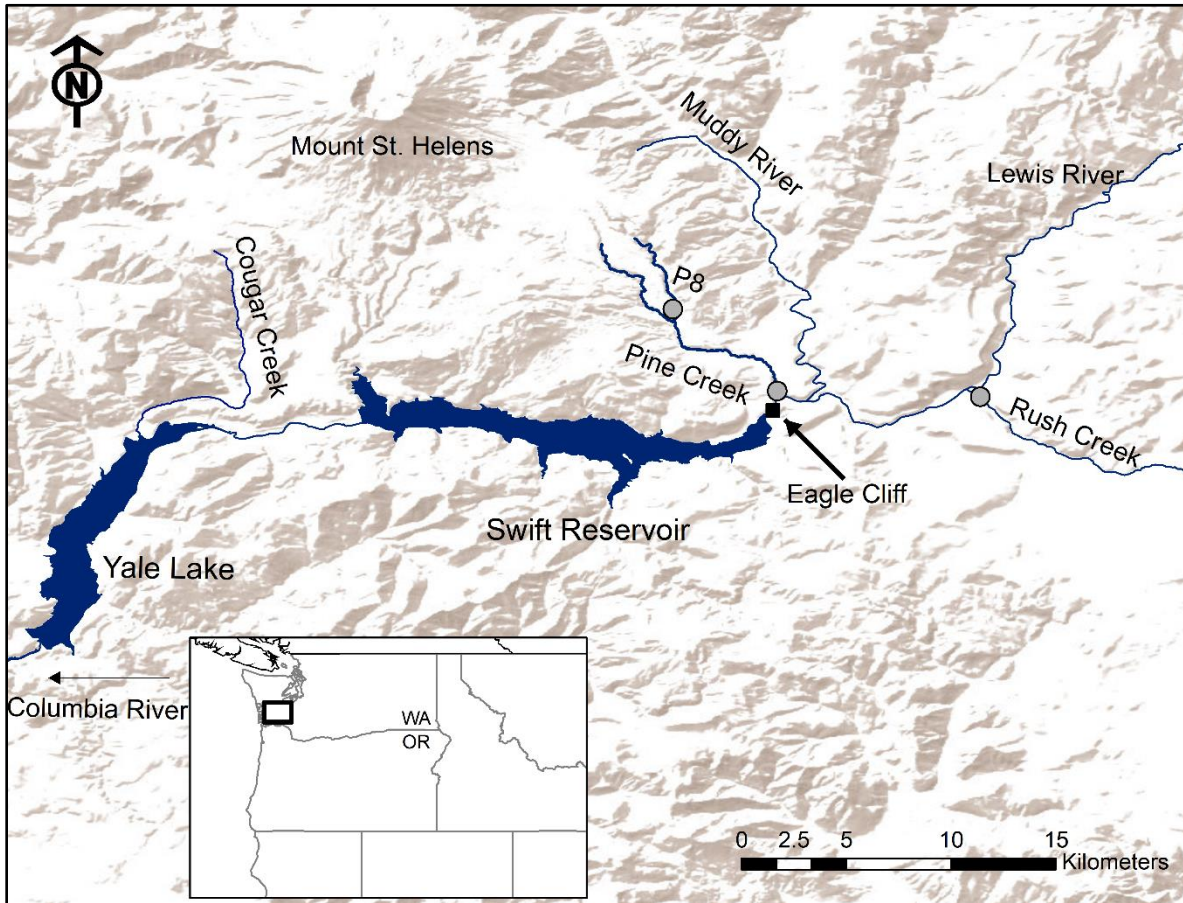 N
Mount St. Helens
Muddy River
Lewis River
Cougar Creek
P8
Pine Creek
Rush Creek
Eagle Cliff
Swift Reservoir
Yale Lake
Columbia River
WA
OR
0 2.5 5 10 15
Kilometers